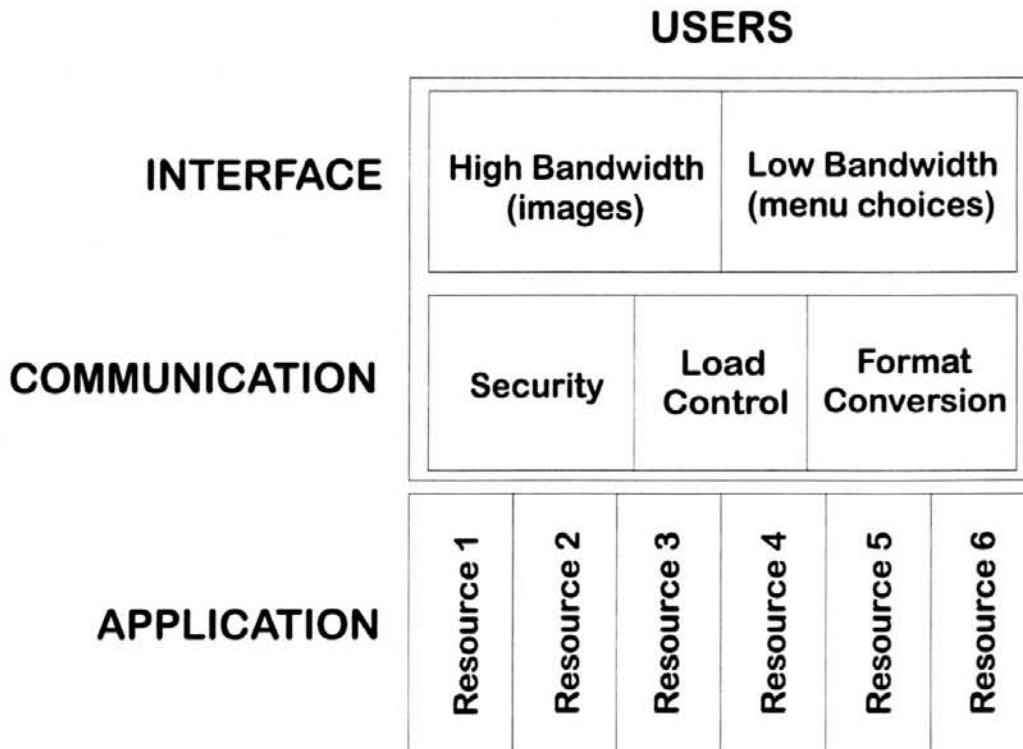 USERS
INTERFACE
High Bandwidth
(images)
Low Bandwidth
(menu choices)
COMMUNICATION
Security
Load
Control
Format
Conversion
APPLICATION
Resource 1
Resource 2
Resource 3
Resource 4
Resource 5
Resource 6